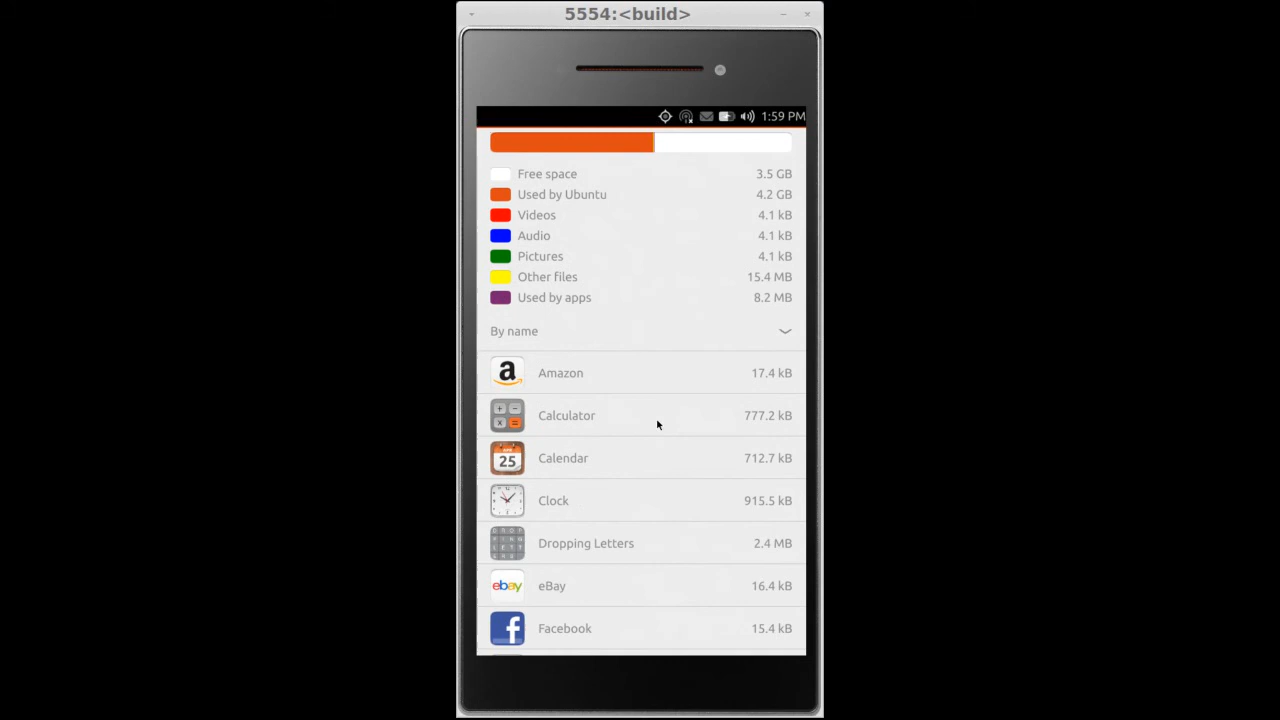 5554:<build>
1:59 PM
Free space 3.5 GB
Used by Ubuntu 4.2 GB
Videos 4.1 kB
Audio 4.1 kB
Pictures 4.1 kB
Other files 15.4 MB
Used by apps 8.2 MB
By name
a Amazon 17.4 kB
Calculator 777.2 kB
25 Calendar 712.7 kB
Clock 915.5 kB
Dropping Letters 2.4 MB
ebay eBay 16.4 kB
f Facebook 15.4 kB